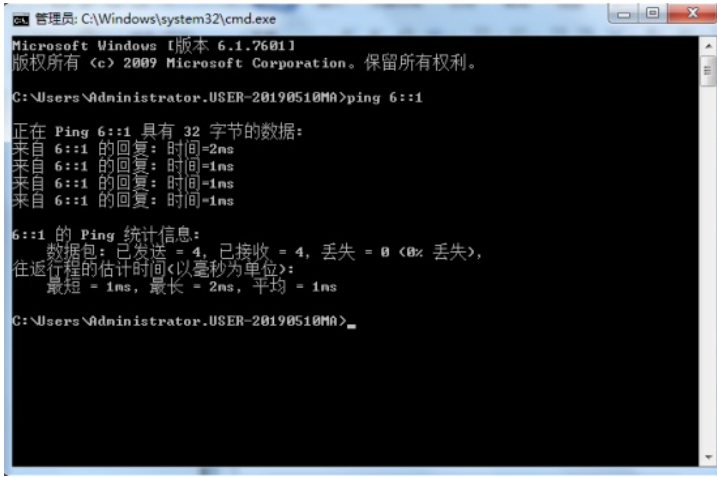 管理员: C:\Windows\system32\cmd.exe
Microsoft Windows [版本 6.1.7601]
版权所有 (c) 2009 Microsoft Corporation。保留所有权利。
C:\Users\Administrator.USER-20190510MA>ping 6::1
正在 Ping 6::1 具有 32 字节的数据:
来自 6::1 的回复: 时间=2ms
来自 6::1 的回复: 时间=1ms
来自 6::1 的回复: 时间=1ms
来自 6::1 的回复: 时间=1ms
6::1 的 Ping 统计信息:
数据包: 已发送 = 4, 已接收 = 4, 丢失 = 0 (0% 丢失),
往返行程的估计时间(以毫秒为单位):
最短 = 1ms, 最长 = 2ms, 平均 = 1ms
C:\Users\Administrator.USER-20190510MA>